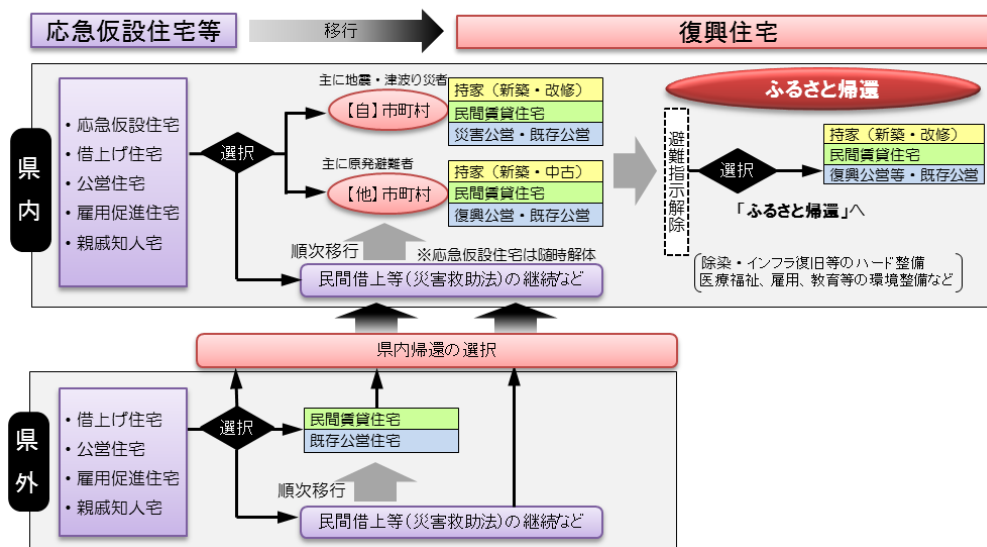 応急仮設住宅等
移行
復興住宅
県内
・応急仮設住宅
・借上げ住宅
・公営住宅
・雇用促進住宅
・親戚知人宅
選択
主に地震・津波り災者
【自】市町村
持家（新築・改修）
民間賃貸住宅
災害公営・既存公営
主に原発避難者
【他】市町村
持家（新築・中古）
民間賃貸住宅
復興公営・既存公営
順次移行
※応急仮設住宅は随時解体
民間借上等(災害救助法)の継続など
ふるさと帰還
避難指示解除
選択
持家（新築・改修）
民間賃貸住宅
復興公営等・既存公営
「ふるさと帰還」へ
除染・インフラ復旧等のハード整備
医療福祉、雇用、教育等の環境整備など
県内帰還の選択
県外
・借上げ住宅
・公営住宅
・雇用促進住宅
・親戚知人宅
選択
民間賃貸住宅
既存公営住宅
順次移行
民間借上等(災害救助法)の継続など